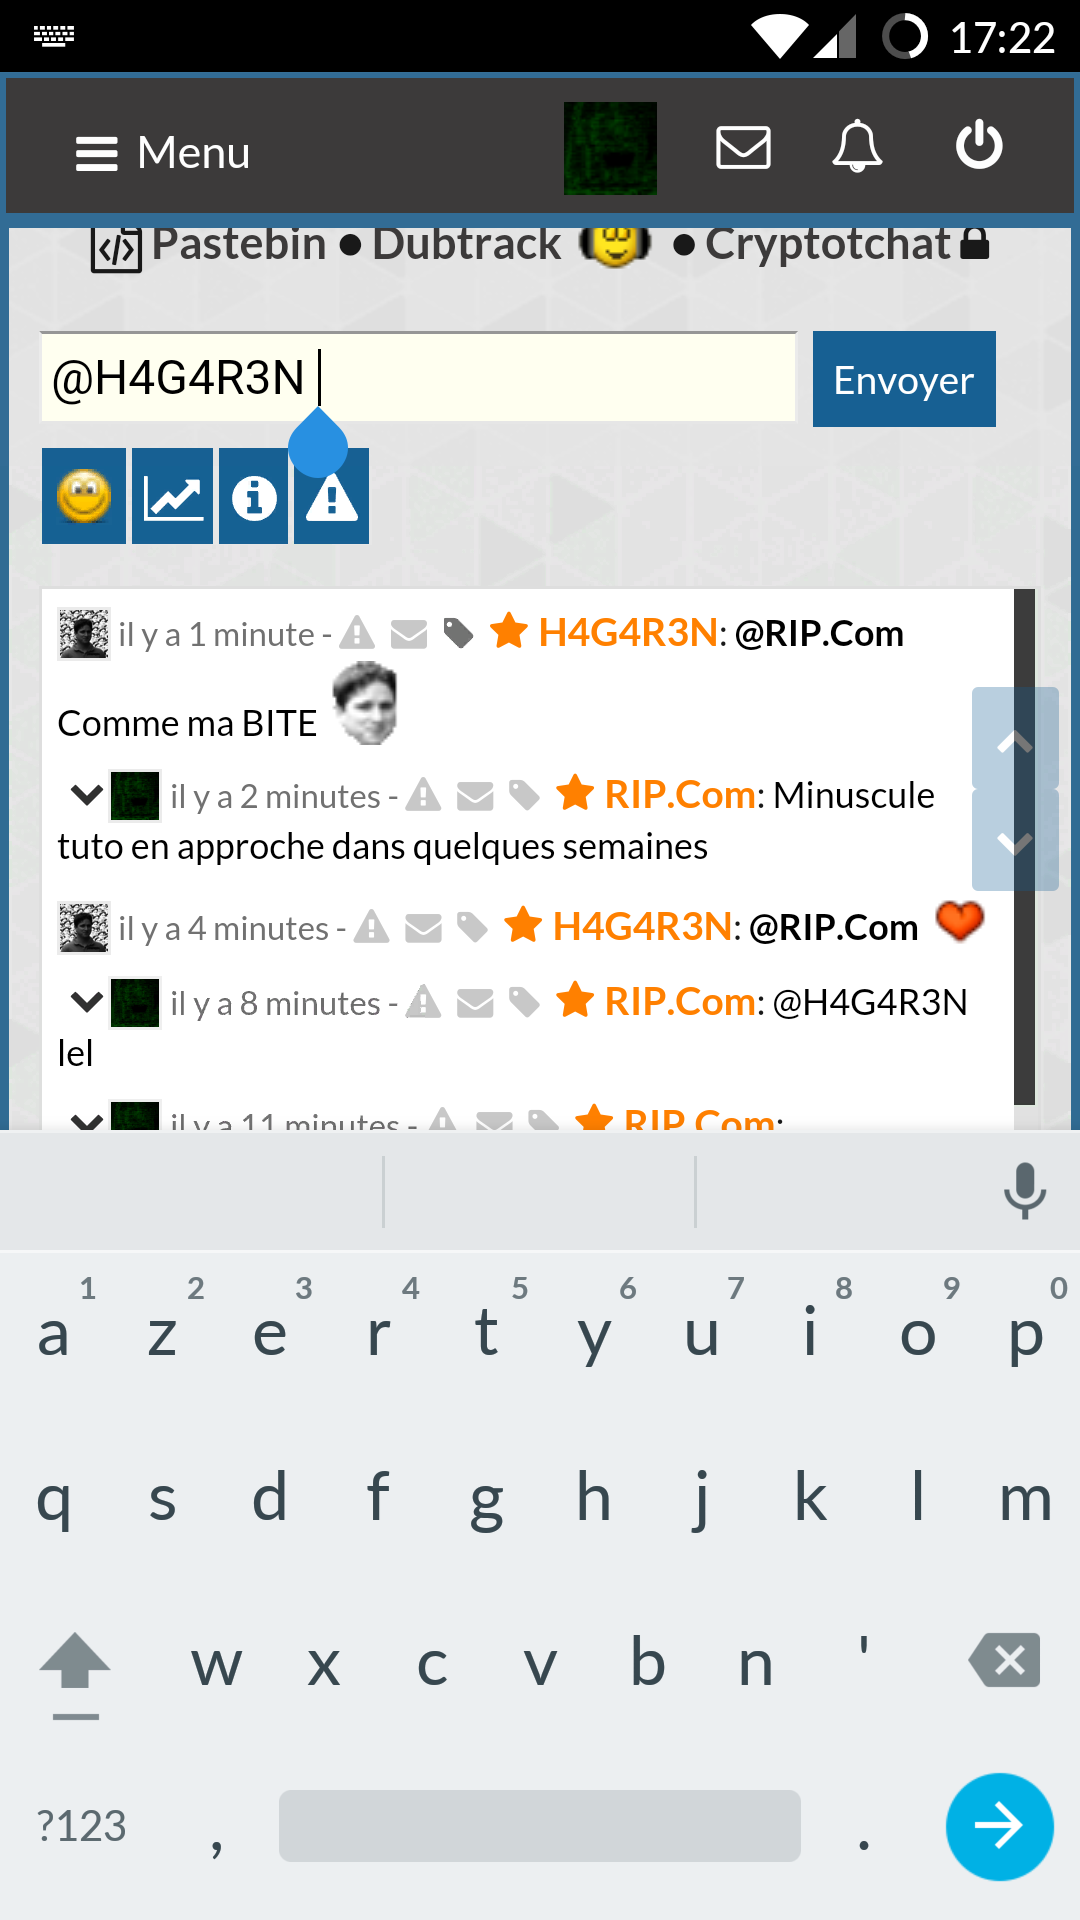 17:22
Menu
Pastebin ● Dubtrack ● Cryptotchat
@H4G4R3N
Envoyer
il y a 1 minute - H4G4R3N: @RIP.Com
Comme ma BITE
il y a 2 minutes - RIP.Com: Minuscule
tuto en approche dans quelques semaines
il y a 4 minutes - H4G4R3N: @RIP.Com
il y a 8 minutes - RIP.Com: @H4G4R3N
lel
il y a 11 minutes - RIP.Com:
1 2 3 4 5 6 7 8 9 0
a z e r t y u i o p
q s d f g h j k l m
w x c v b n '
?123 , .